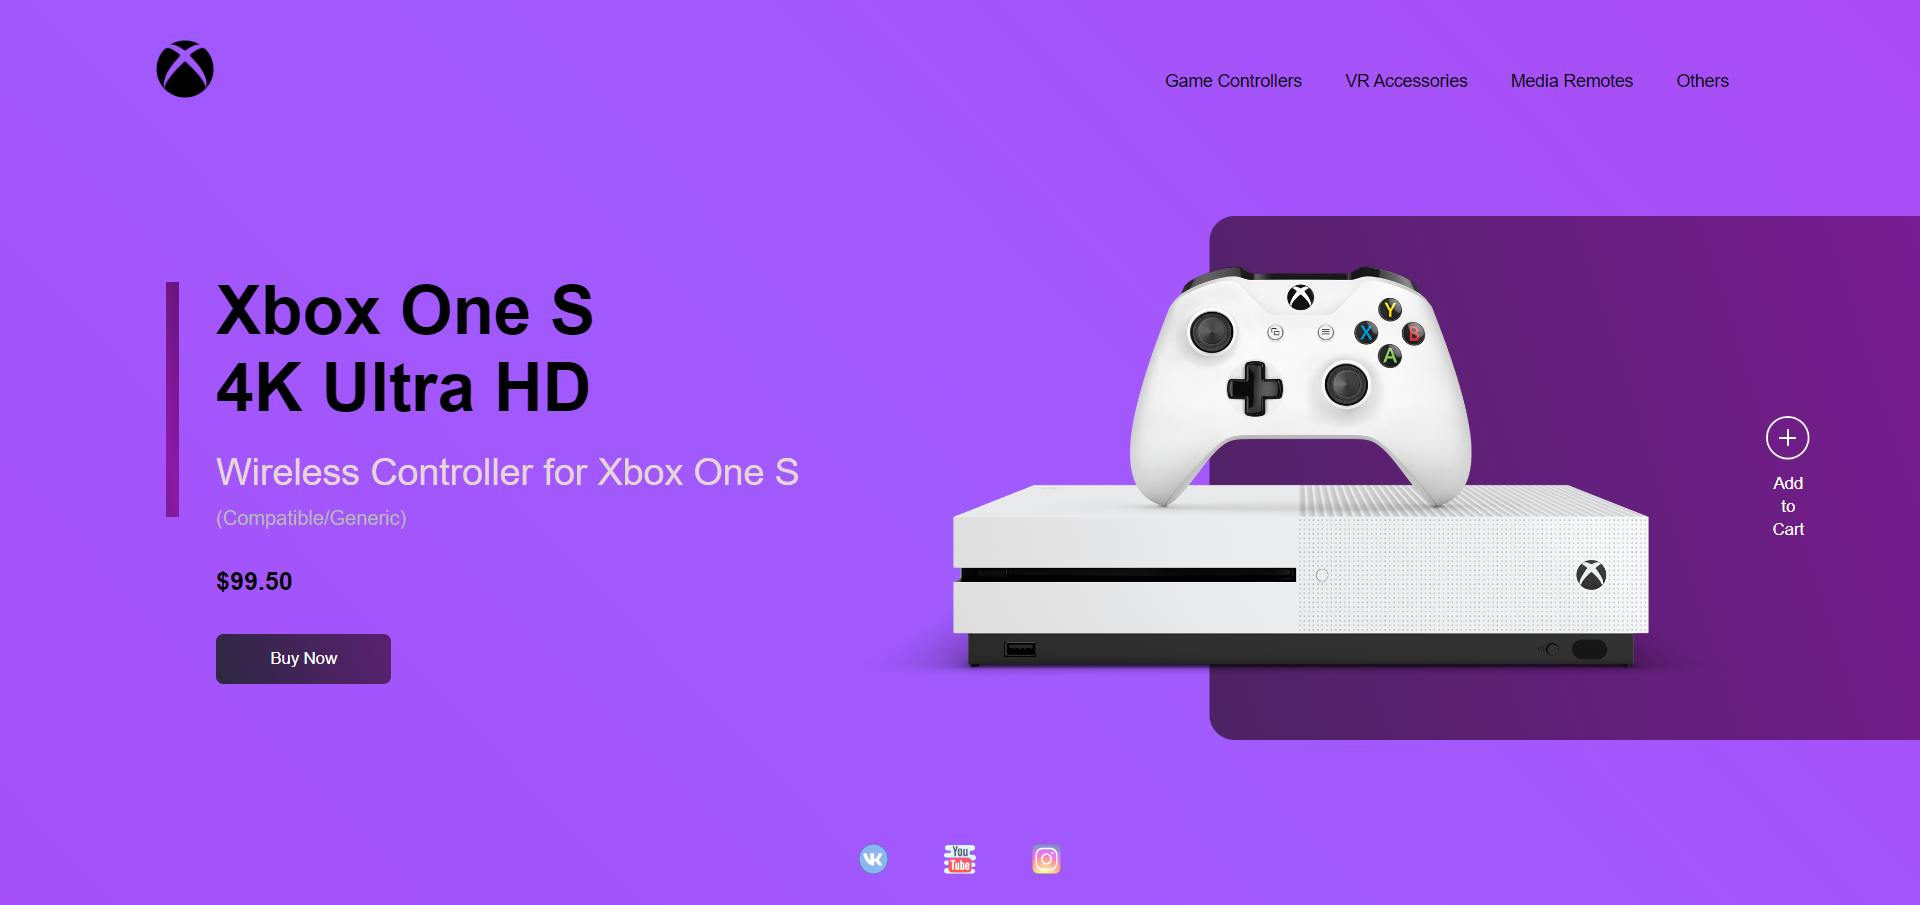 Game Controllers VR Accessories Media Remotes Others
Xbox One S
4K Ultra HD
Wireless Controller for Xbox One S
(Compatible/Generic)
$99.50
Buy Now
Y
X
B
A
Add
to
Cart
VK
You
Tube